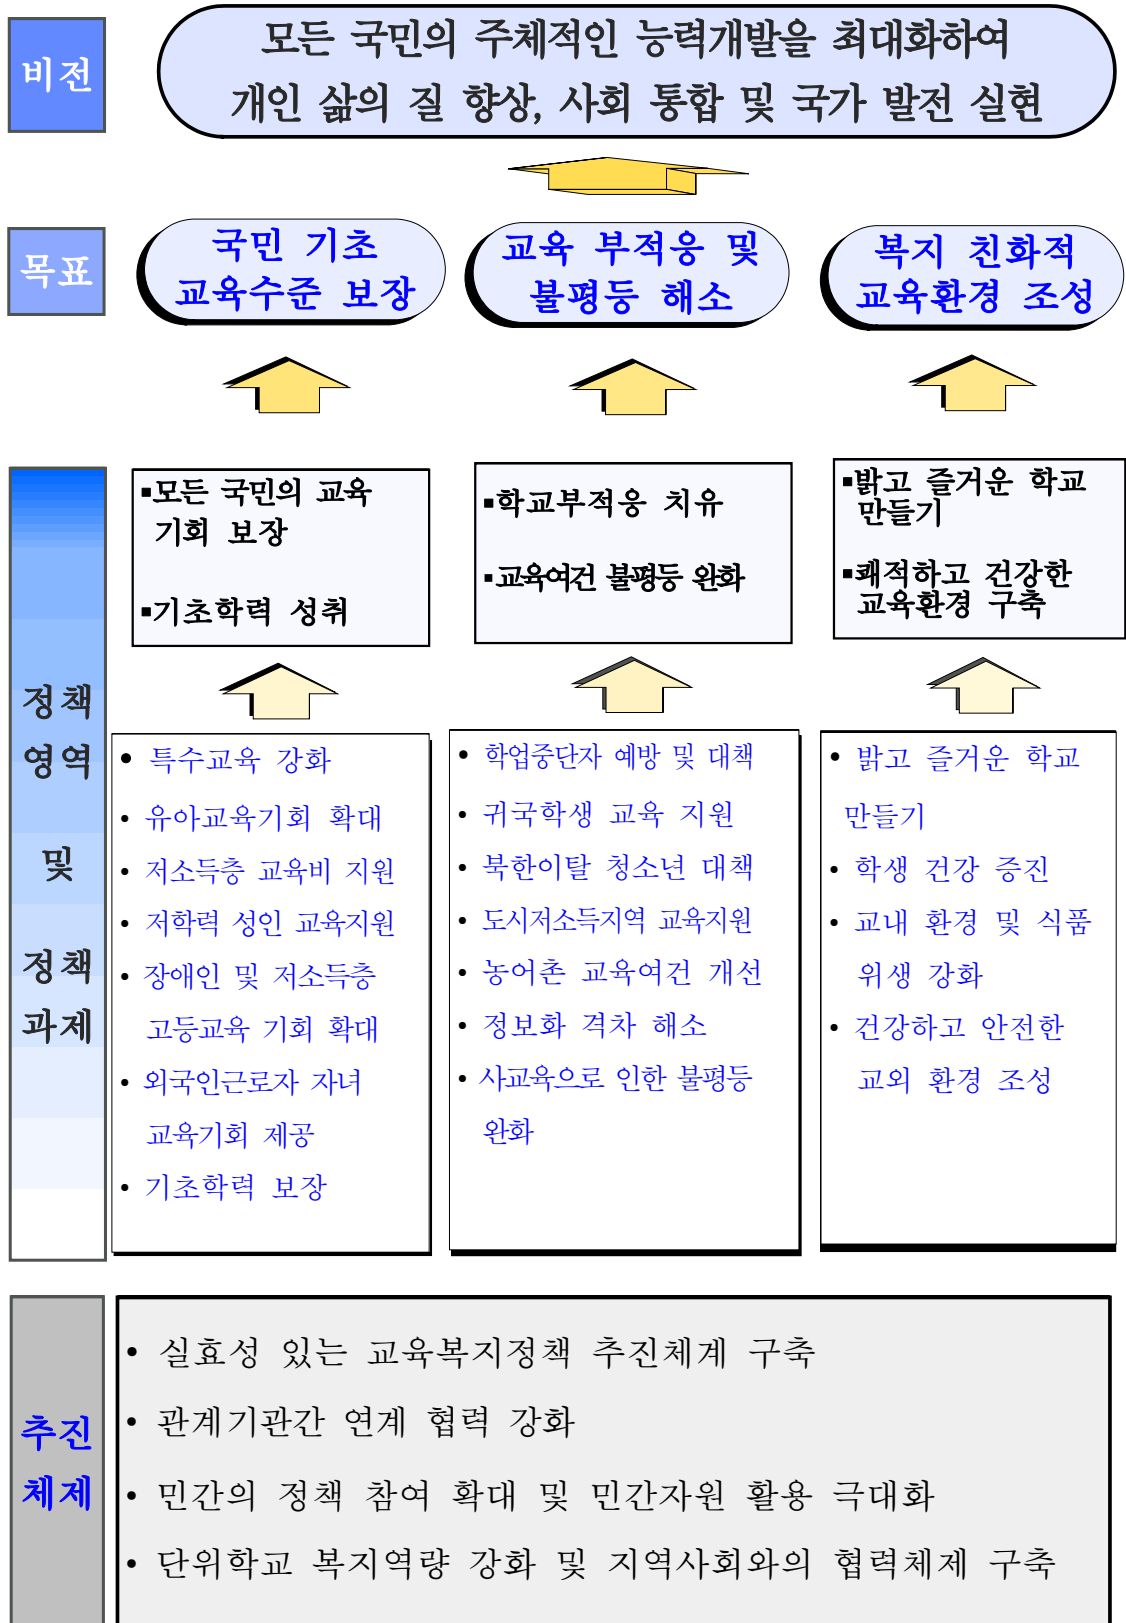 비전
모든 국민의 주체적인 능력개발을 최대화하여
개인 삶의 질 향상, 사회 통합 및 국가 발전 실현
목표
국민 기초
교육수준 보장
교육 부적응 및
불평등 해소
복지 친화적
교육환경 조성
정책
영역
및
정책
과제
▪모든 국민의 교육
기회 보장
▪기초학력 성취
▪학교부적응 치유
▪교육여건 불평등 완화
▪밝고 즐거운 학교
만들기
▪쾌적하고 건강한
교육환경 구축
• 특수교육 강화
• 유아교육기회 확대
• 저소득층 교육비 지원
• 저학력 성인 교육지원
• 장애인 및 저소득층
고등교육 기회 확대
• 외국인근로자 자녀
교육기회 제공
• 기초학력 보장
• 학업중단자 예방 및 대책
• 귀국학생 교육 지원
• 북한이탈 청소년 대책
• 도시저소득지역 교육지원
• 농어촌 교육여건 개선
• 정보화 격차 해소
• 사교육으로 인한 불평등
완화
• 밝고 즐거운 학교
만들기
• 학생 건강 증진
• 교내 환경 및 식품
위생 강화
• 건강하고 안전한
교외 환경 조성
추진
체제
• 실효성 있는 교육복지정책 추진체계 구축
• 관계기관간 연계 협력 강화
• 민간의 정책 참여 확대 및 민간자원 활용 극대화
• 단위학교 복지역량 강화 및 지역사회와의 협력체제 구축